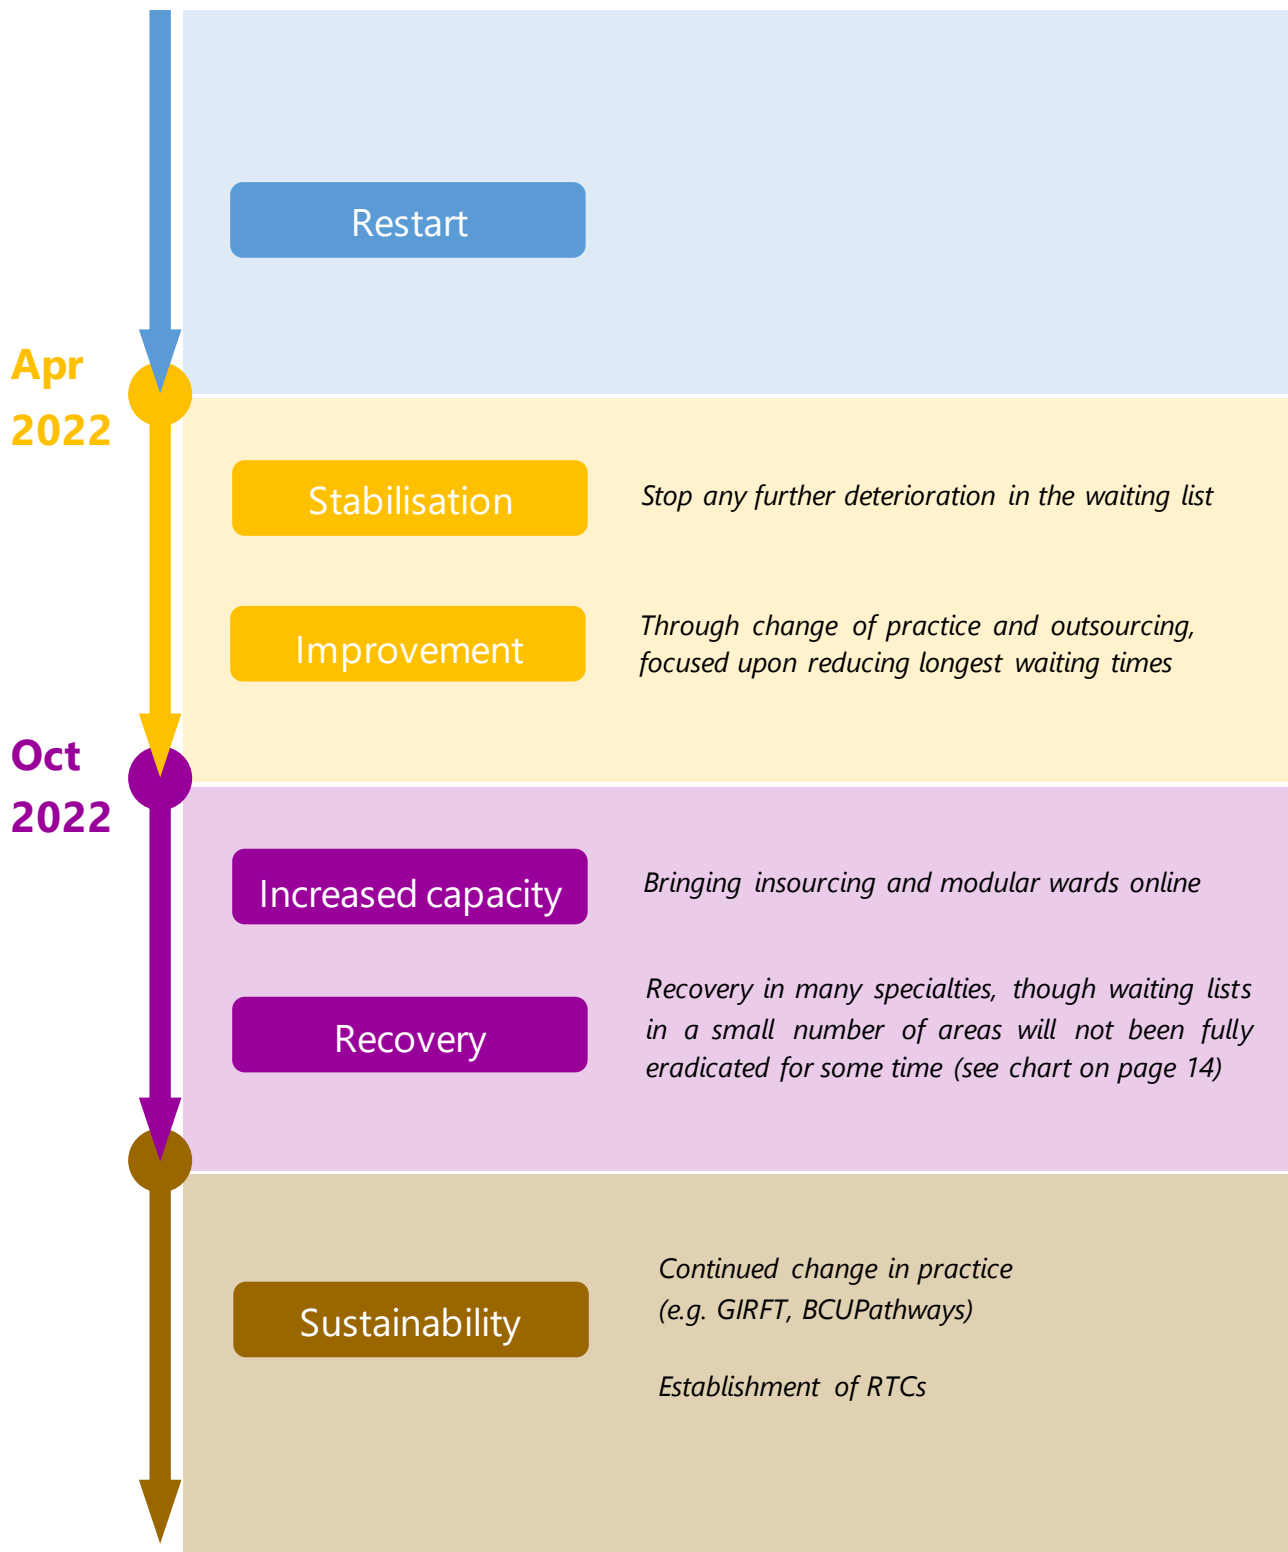 Restart
Apr
2022
Stabilisation
Stop any further deterioration in the waiting list
Improvement
Through change of practice and outsourcing,
focused upon reducing longest waiting times
Oct
2022
Increased capacity
Bringing insourcing and modular wards online
Recovery
Recovery in many specialties, though waiting lists
in a small number of areas will not been fully
eradicated for some time (see chart on page 14)
Sustainability
Continued change in practice
(e.g. GIRFT, BCUPathways)
Establishment of RTCs